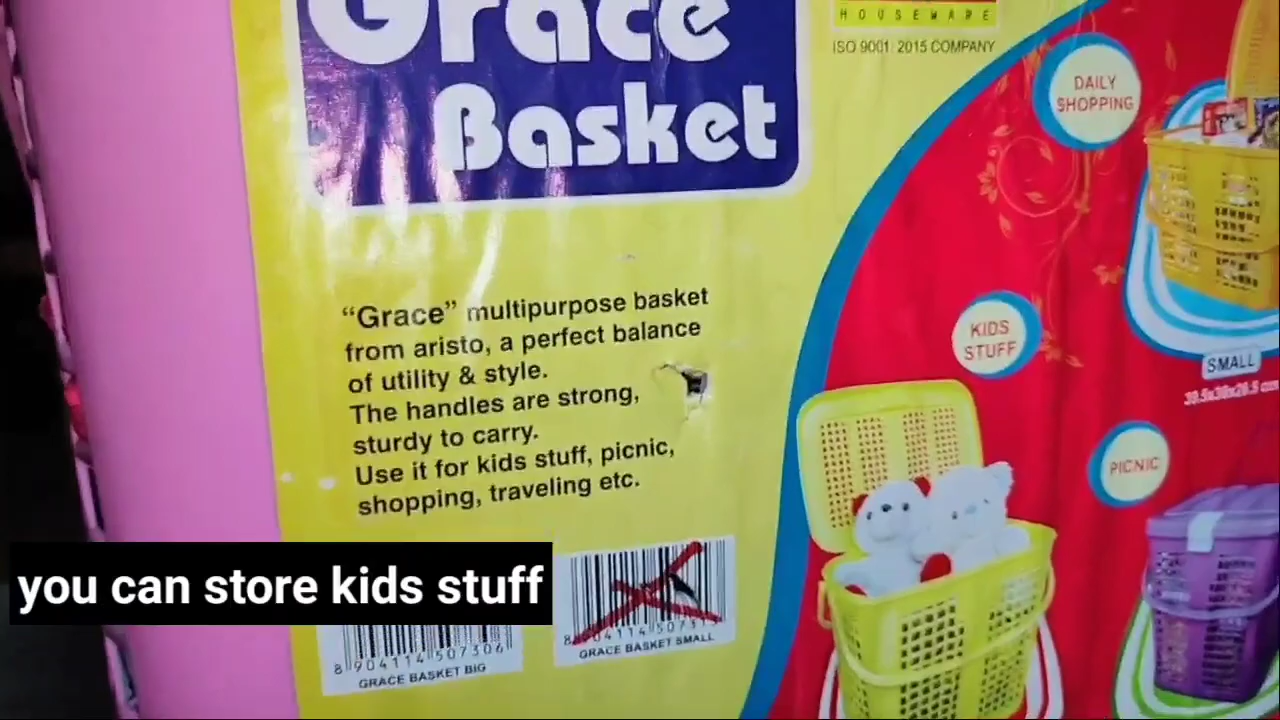 Grace
Basket
HOUSEWARE
ISO 9001: 2015 COMPANY
DAILY
SHOPPING
"Grace" multipurpose basket
from aristo, a perfect balance
of utility & style.
The handles are strong,
sturdy to carry.
Use it for kids stuff, picnic,
shopping, traveling etc.
KIDS
STUFF
SMALL
PICNIC
you can store kids stuff
8 904114 507306
GRACE BASKET BIG
GRACE BASKET SMALL